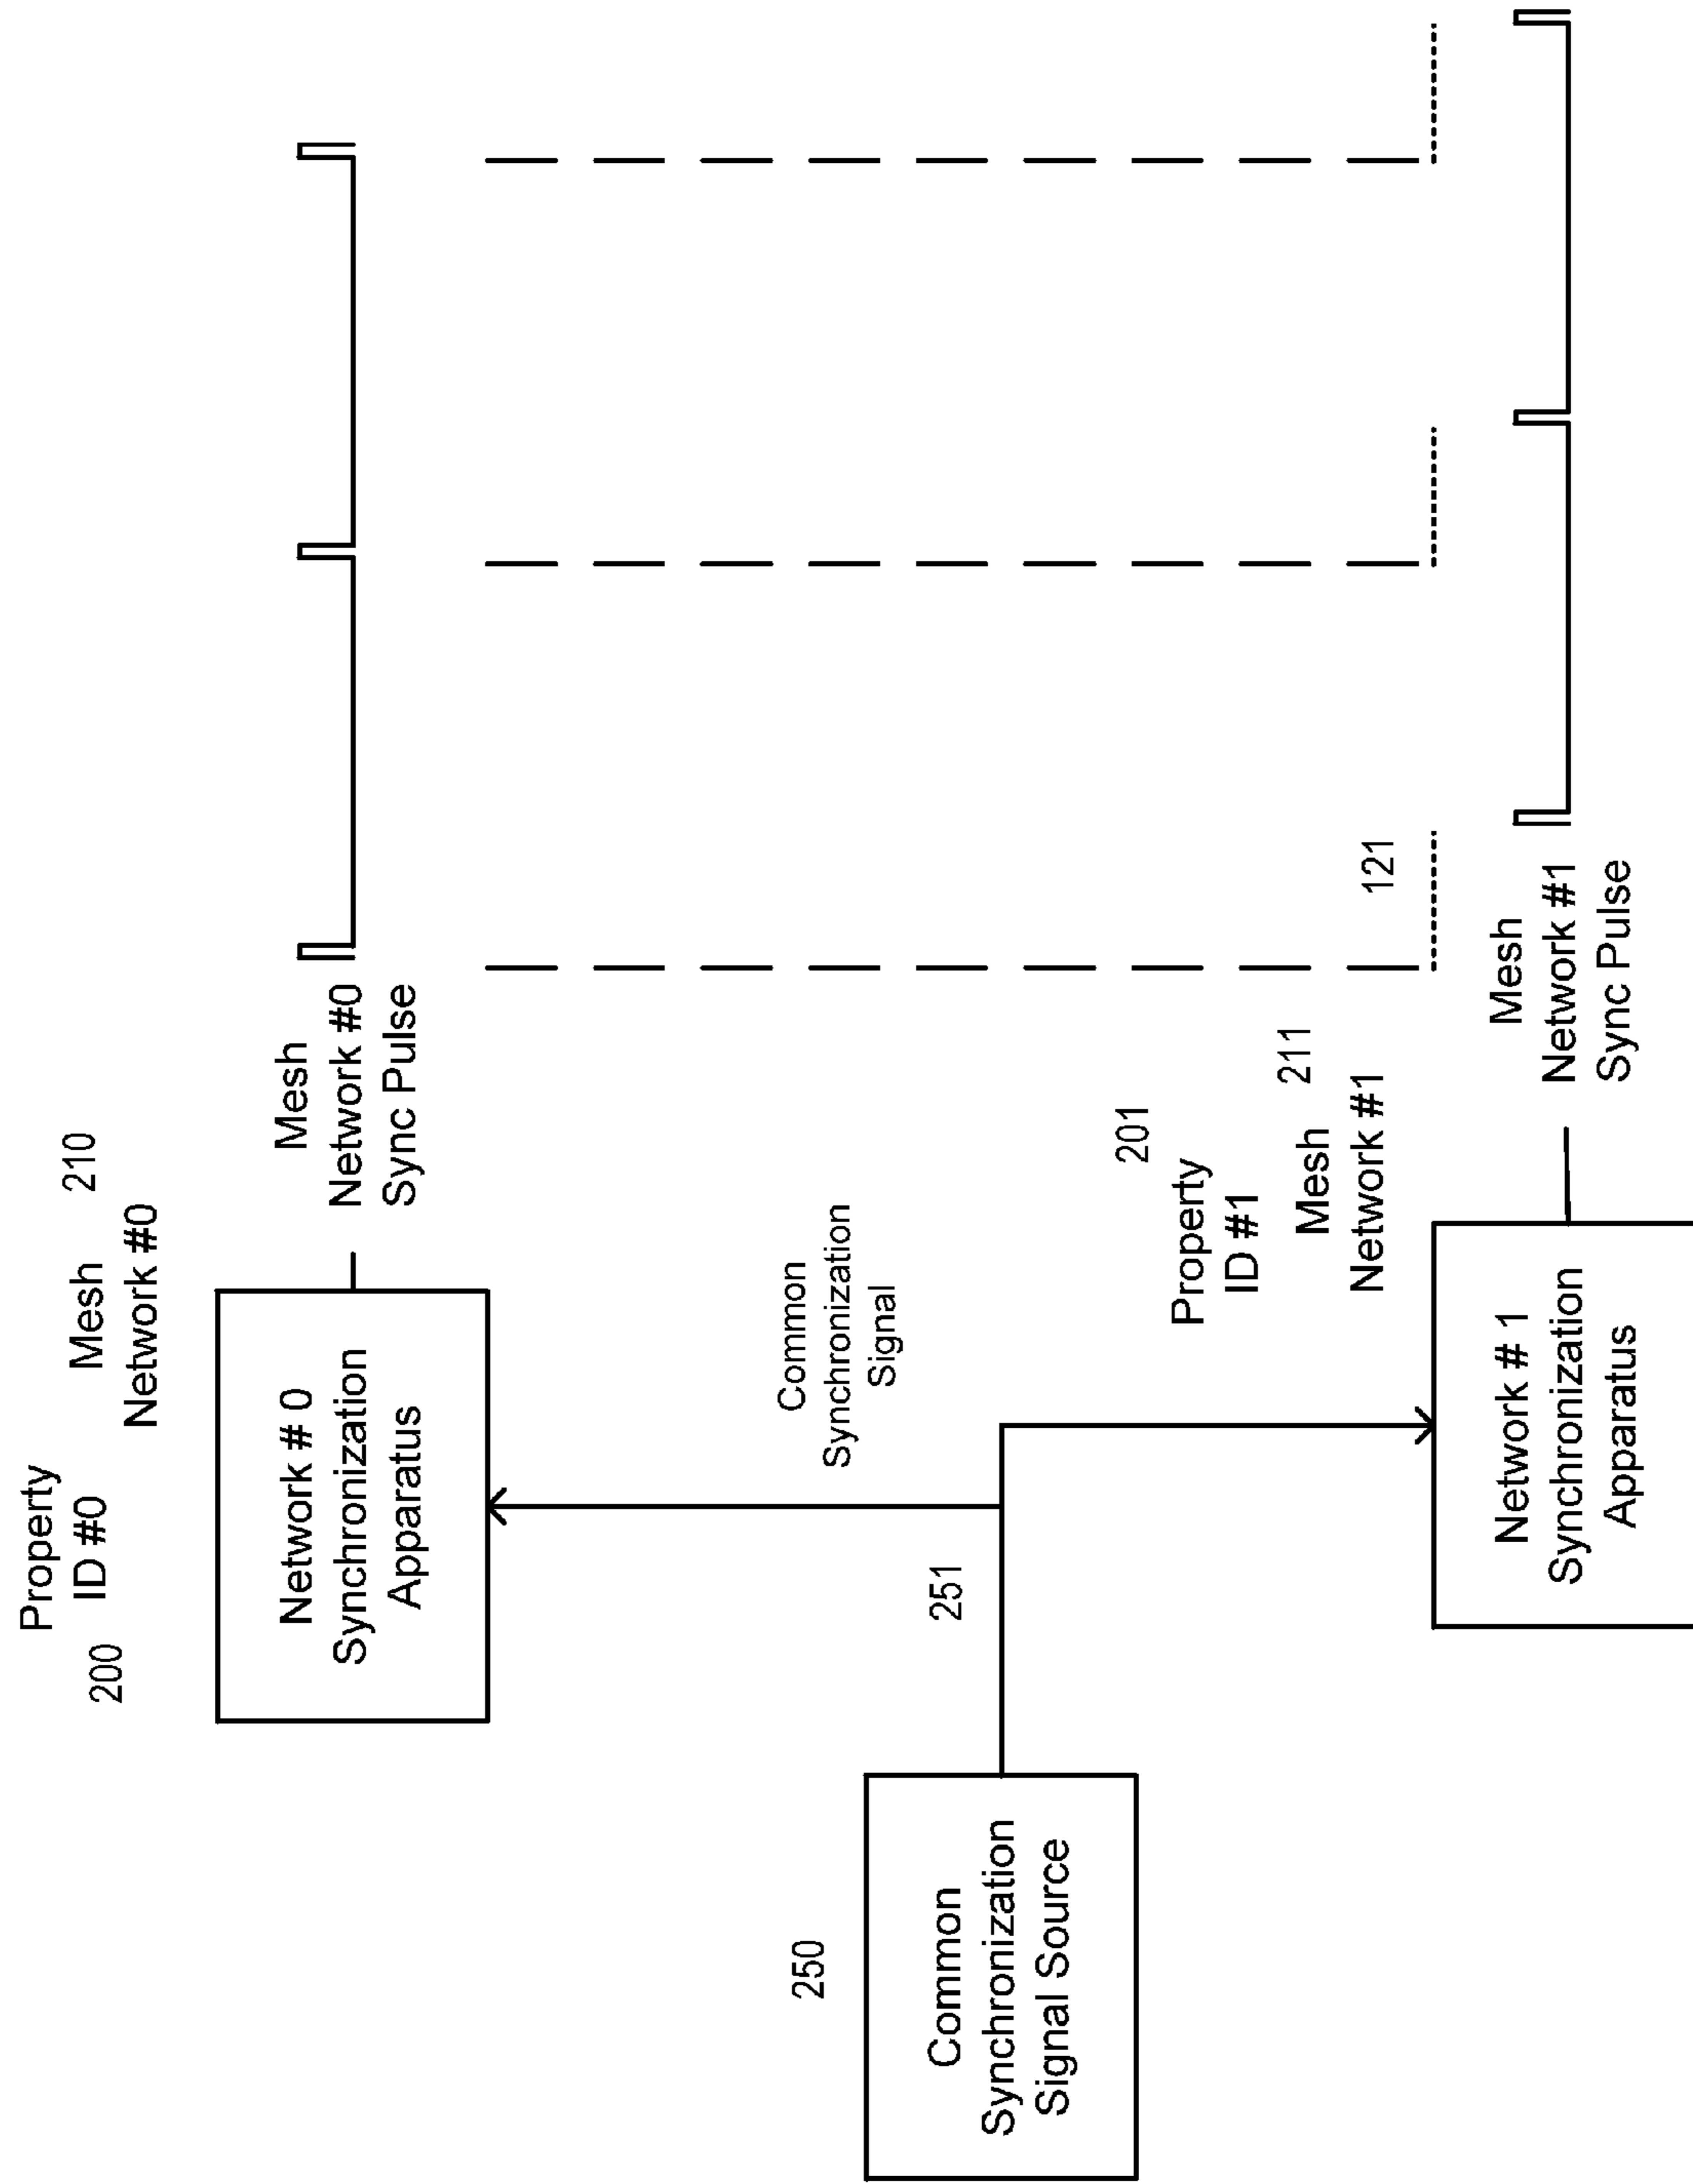 Property
ID #0
200
Mesh
Network #0
210
Network # 0
Synchronization
Apparatus
Mesh
Network #0
Sync Pulse
Common
Synchronization
Signal
250
Common
Synchronization
Signal Source
251
Property
ID #1
201
Mesh
Network #1
211
121
Network # 1
Synchronization
Apparatus
Mesh
Network #1
Sync Pulse